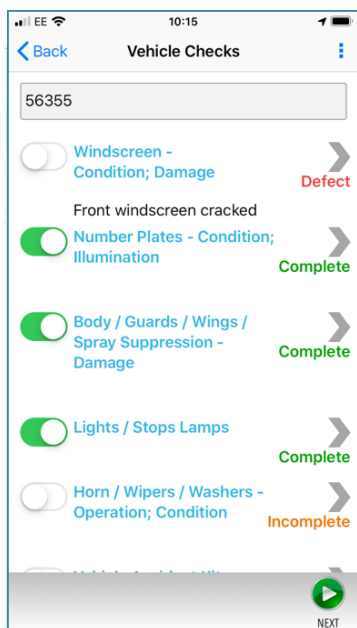 EE 10:15
Back Vehicle Checks
56355
Windscreen -
Condition; Damage
Defect
Front windscreen cracked
Number Plates - Condition;
Illumination
Complete
Body / Guards / Wings /
Spray Suppression -
Damage
Complete
Lights / Stops Lamps
Complete
Horn / Wipers / Washers -
Operation; Condition
Incomplete
NEXT